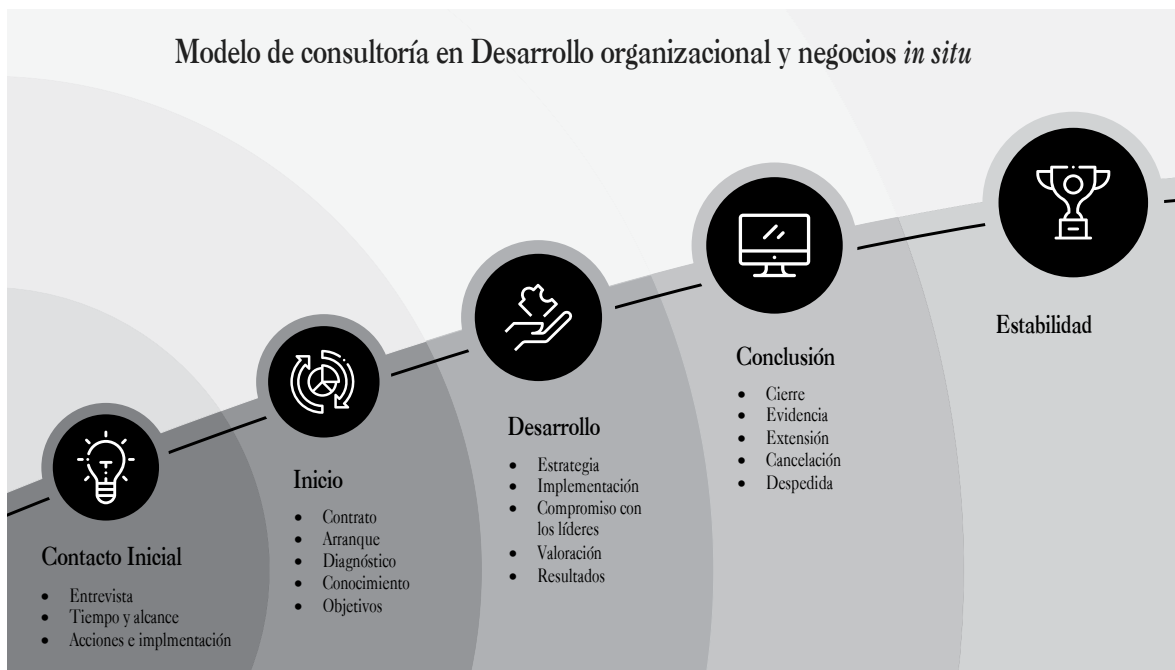 Modelo de consultoría en Desarrollo organizacional y negocios in situ
Contacto Inicial
• Entrevista
• Tiempo y alcance
• Acciones e implmentación
Inicio
• Contrato
• Arranque
• Diagnóstico
• Conocimiento
• Objetivos
Desarrollo
• Estrategia
• Implementación
• Compromiso con
los líderes
• Valoración
• Resultados
Conclusión
• Cierre
• Evidencia
• Extensión
• Cancelación
• Despedida
Estabilidad